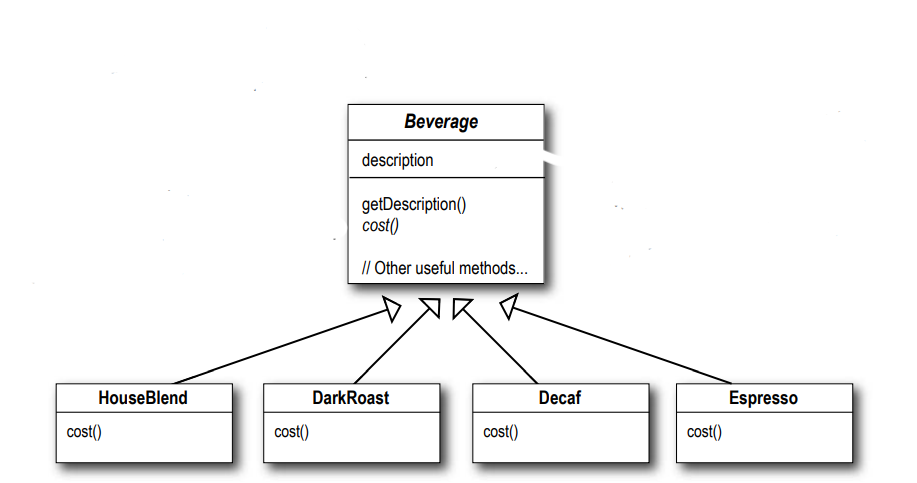 Beverage
description
getDescription()
cost()
// Other useful methods...
HouseBlend
cost()
DarkRoast
cost()
Decaf
cost()
Espresso
cost()